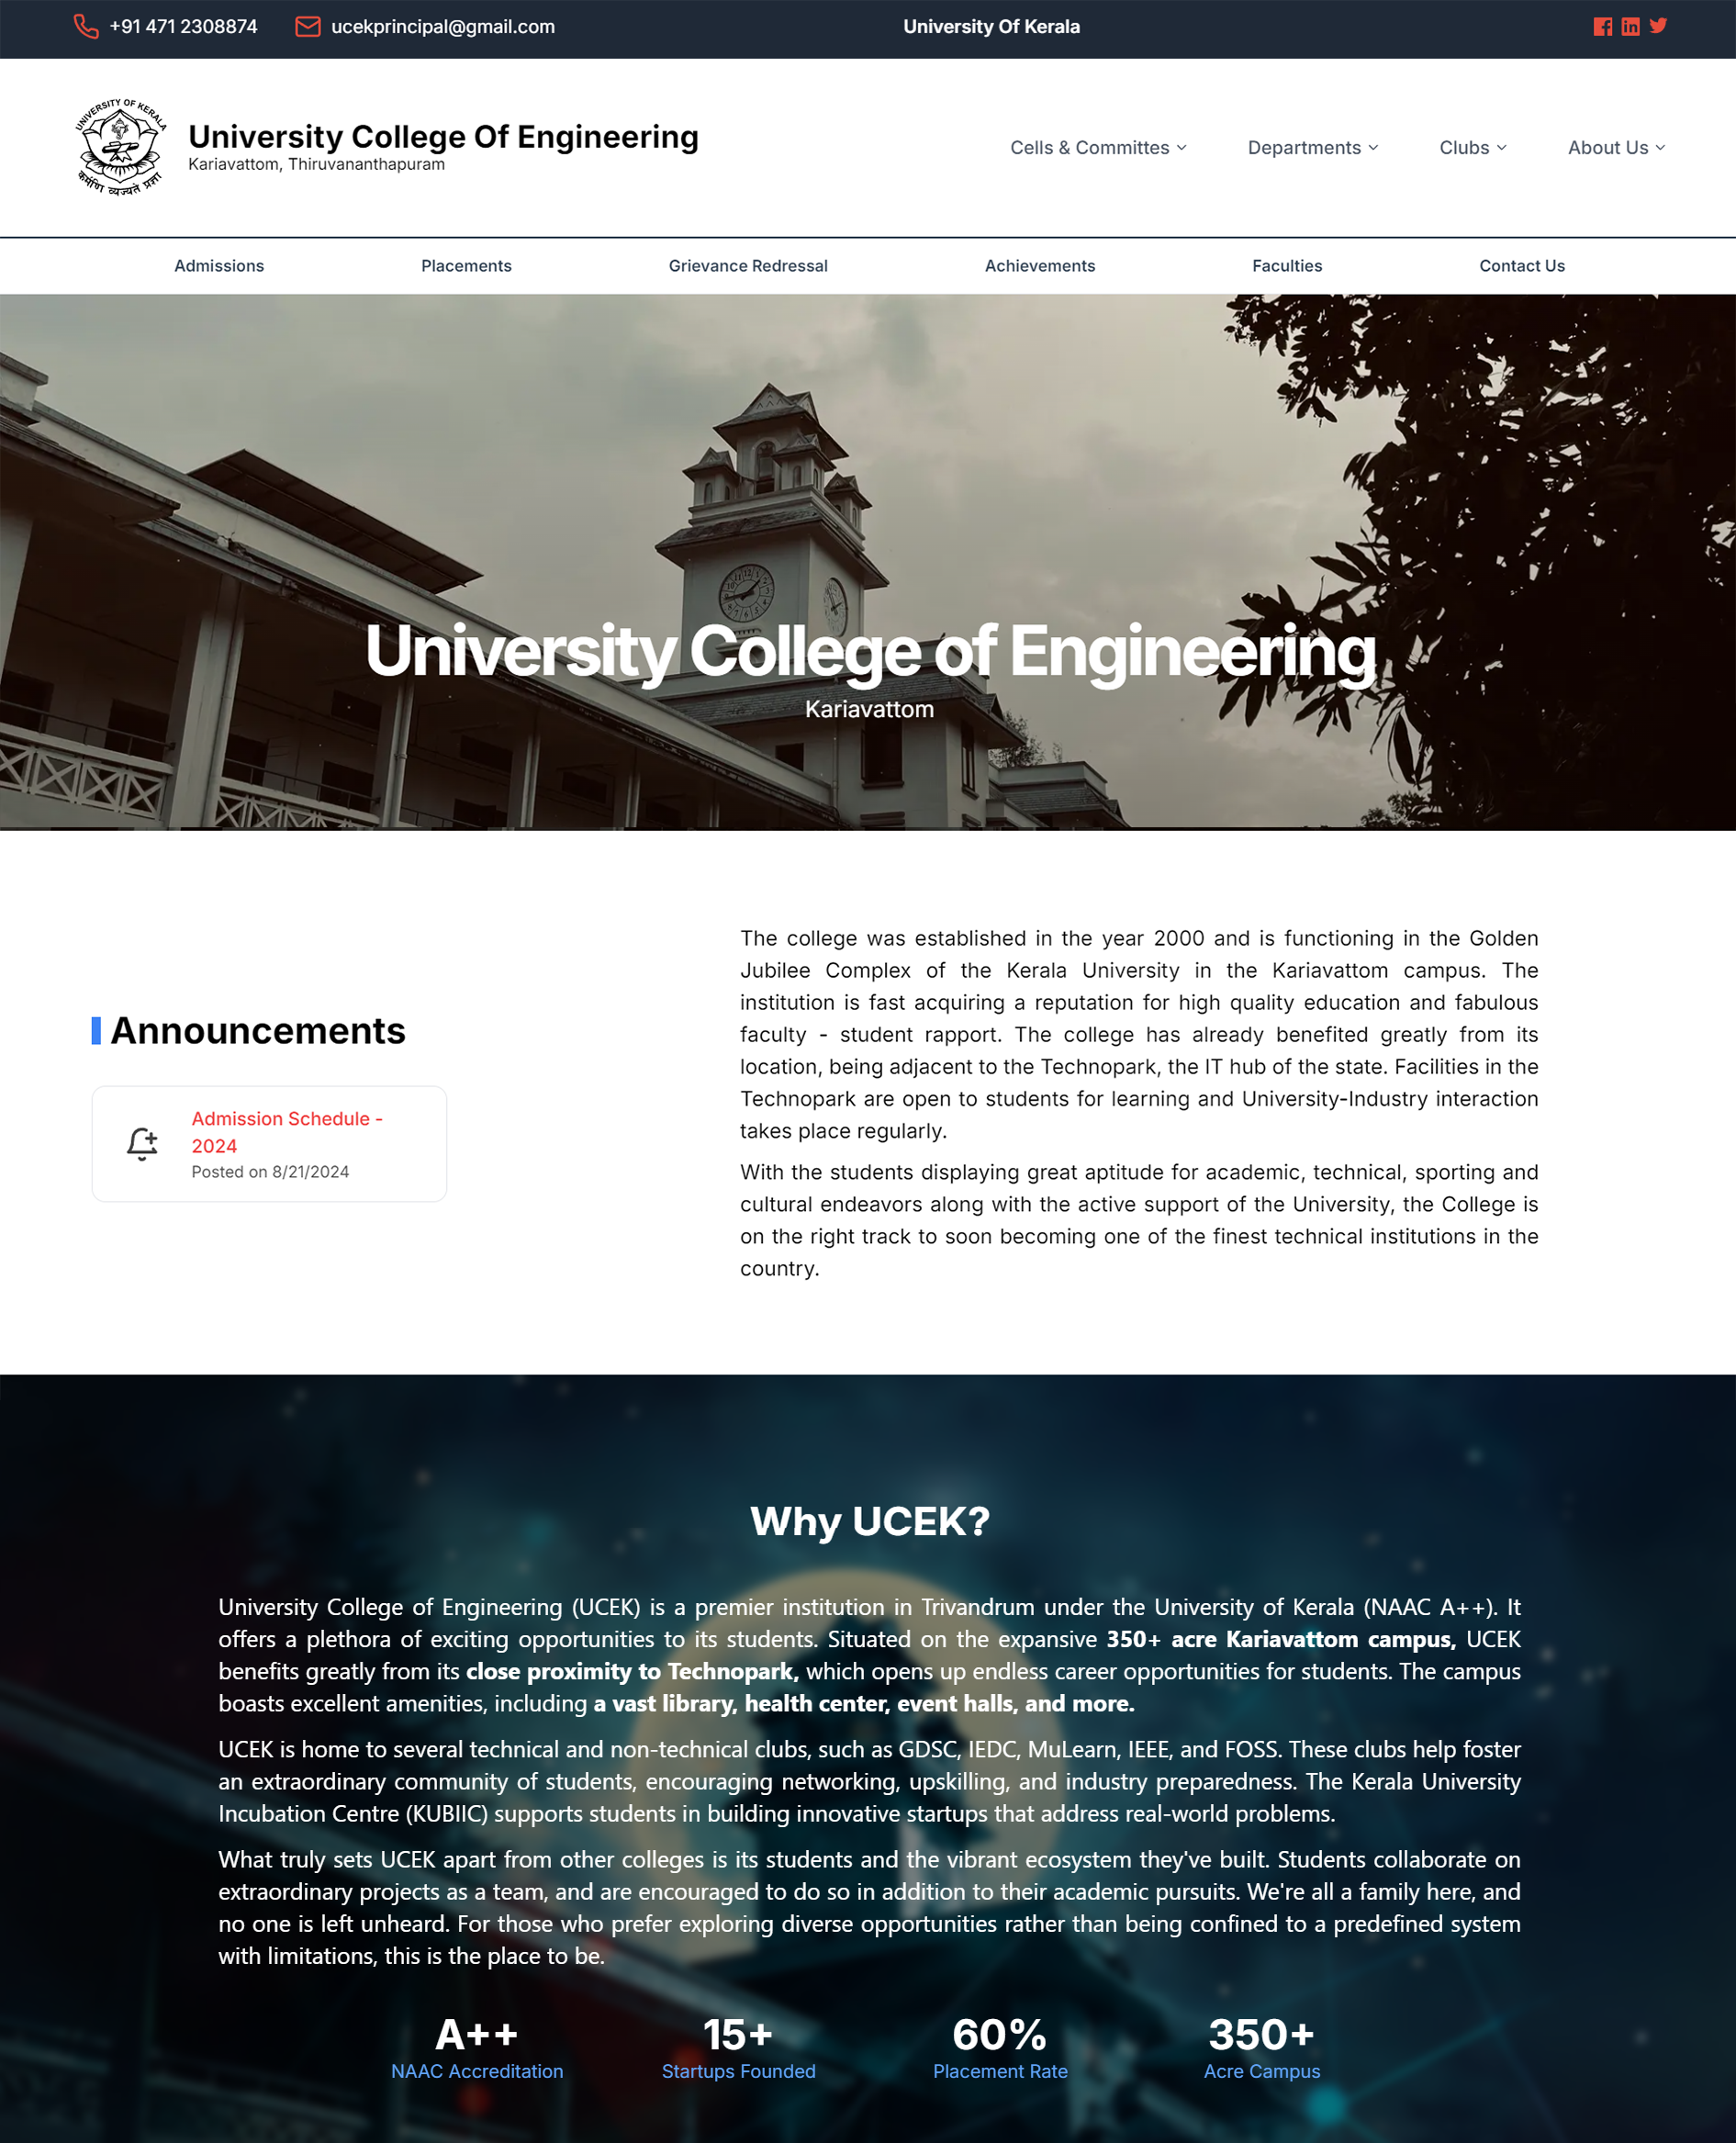 +91 471 2308874
ucekprincipal@gmail.com
University Of Kerala
UNIVERSITY OF KERALA
कर्मणि व्यज्यते प्रज्ञा
University College Of Engineering
Kariavattom, Thiruvananthapuram
Cells & Committes
Departments
Clubs
About Us
Admissions
Placements
Grievance Redressal
Achievements
Faculties
Contact Us
University College of Engineering
Kariavattom
Announcements
Admission Schedule -
2024
Posted on 8/21/2024
The college was established in the year 2000 and is functioning in the Golden
Jubilee Complex of the Kerala University in the Kariavattom campus. The
institution is fast acquiring a reputation for high quality education and fabulous
faculty - student rapport. The college has already benefited greatly from its
location, being adjacent to the Technopark, the IT hub of the state. Facilities in the
Technopark are open to students for learning and University-Industry interaction
takes place regularly.
With the students displaying great aptitude for academic, technical, sporting and
cultural endeavors along with the active support of the University, the College is
on the right track to soon becoming one of the finest technical institutions in the
country.
Why UCEK?
University College of Engineering (UCEK) is a premier institution in Trivandrum under the University of Kerala (NAAC A++). It
offers a plethora of exciting opportunities to its students. Situated on the expansive 350+ acre Kariavattom campus, UCEK
benefits greatly from its close proximity to Technopark, which opens up endless career opportunities for students. The campus
boasts excellent amenities, including a vast library, health center, event halls, and more.
UCEK is home to several technical and non-technical clubs, such as GDSC, IEDC, MuLearn, IEEE, and FOSS. These clubs help foster
an extraordinary community of students, encouraging networking, upskilling, and industry preparedness. The Kerala University
Incubation Centre (KUBIIC) supports students in building innovative startups that address real-world problems.
What truly sets UCEK apart from other colleges is its students and the vibrant ecosystem they've built. Students collaborate on
extraordinary projects as a team, and are encouraged to do so in addition to their academic pursuits. We're all a family here, and
no one is left unheard. For those who prefer exploring diverse opportunities rather than being confined to a predefined system
with limitations, this is the place to be.
A++
NAAC Accreditation
15+
Startups Founded
60%
Placement Rate
350+
Acre Campus